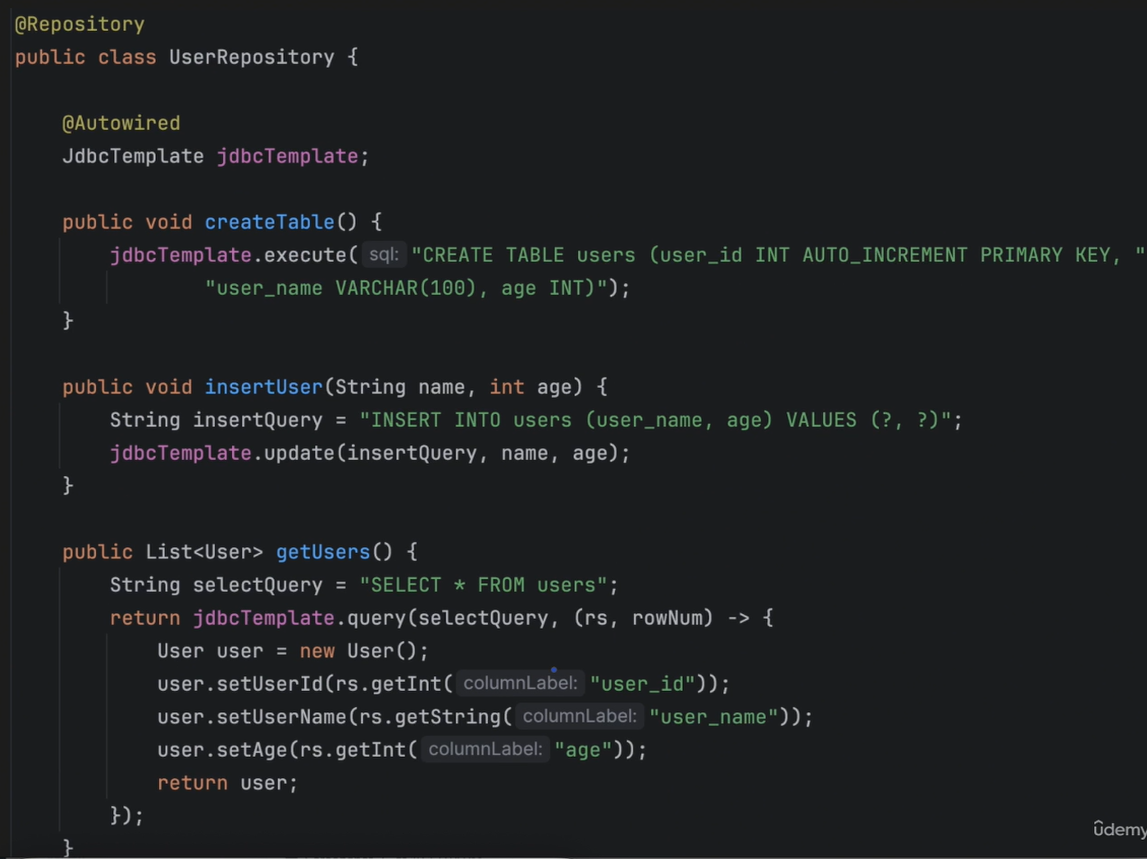 @Repository
public class UserRepository {
@Autowired
JdbcTemplate jdbcTemplate;
public void createTable() {
jdbcTemplate.execute( sql: "CREATE TABLE users (user_id INT AUTO_INCREMENT PRIMARY KEY, "
"user_name VARCHAR(100), age INT)");
}
public void insertUser(String name, int age) {
String insertQuery = "INSERT INTO users (user_name, age) VALUES (?, ?)";
jdbcTemplate.update(insertQuery, name, age);
}
public List<User> getUsers() {
String selectQuery = "SELECT * FROM users";
return jdbcTemplate.query(selectQuery, (rs, rowNum) -> {
User user = new User();
user.setUserId(rs.getInt( columnLabel: "user_id"));
user.setUserName(rs.getString( columnLabel: "user_name"));
user.setAge(rs.getInt( columnLabel: "age"));
return user;
});
}
ûdemy